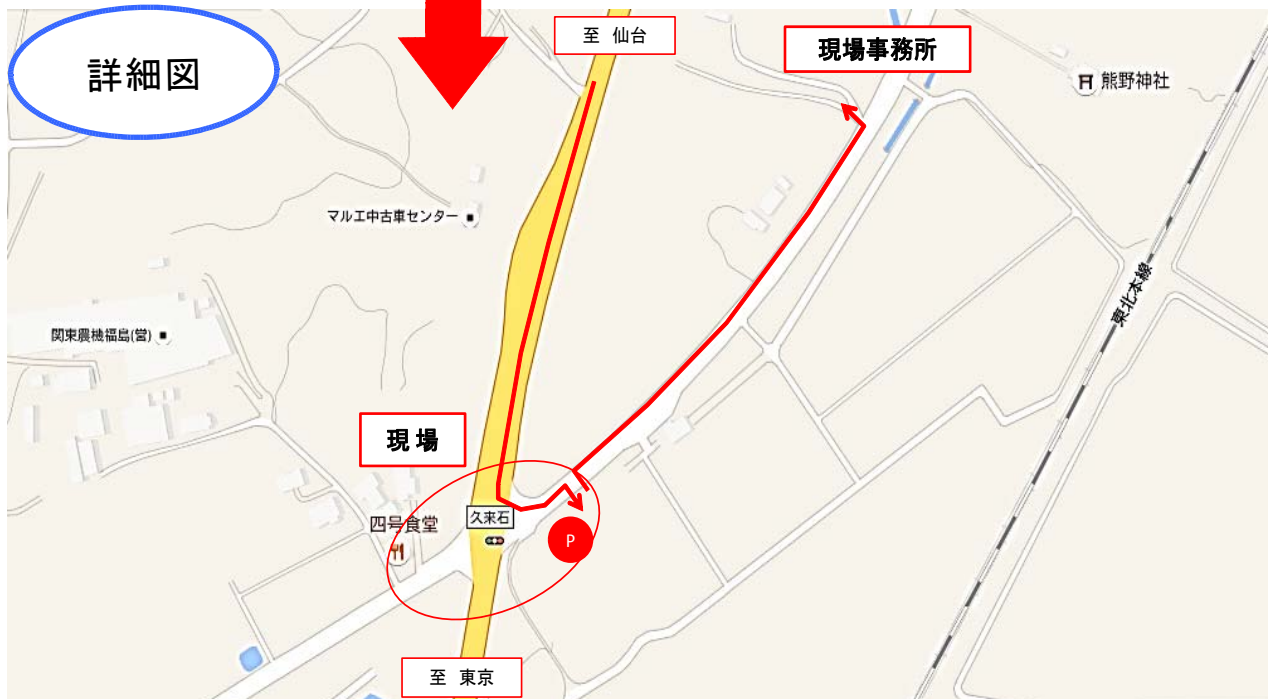 詳細図
至 仙台
現場事務所
熊野神社
マルエ中古車センター
東北本線
関東農機福島(営)
現場
久来石
四号食堂
P
至 東京